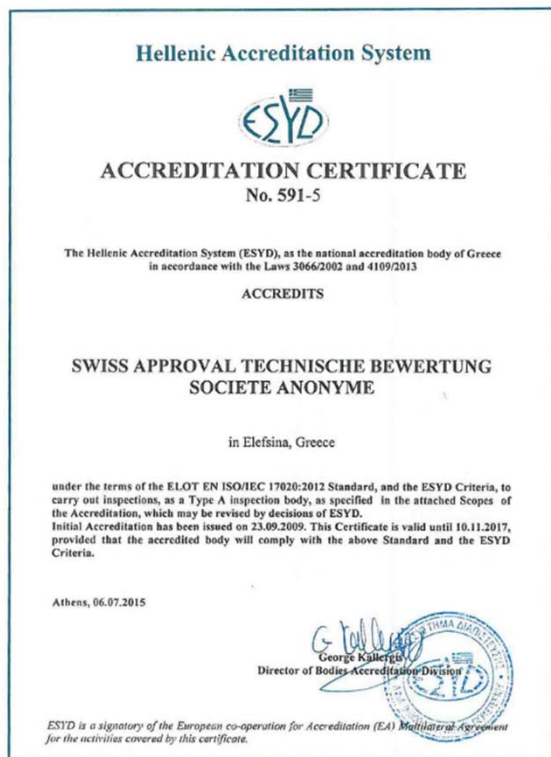 Hellenic Accreditation System
ΕΣΥD
ACCREDITATION CERTIFICATE
No. 591-5
The Hellenic Accreditation System (ESYD), as the national accreditation body of Greece
in accordance with the Laws 3066/2002 and 4109/2013
ACCREDITS
SWISS APPROVAL TECHNISCHE BEWERTUNG
SOCIETE ANONYME
in Elefsina, Greece
under the terms of the ELOT EN ISO/IEC 17020:2012 Standard, and the ESYD Criteria, to
carry out inspections, as a Type A inspection body, as specified in the attached Scopes of
the Accreditation, which may be revised by decisions of ESYD.
Initial Accreditation has been issued on 23.09.2009. This Certificate is valid until 10.11.2017,
provided that the accredited body will comply with the above Standard and the ESYD
Criteria.
Athens, 06.07.2015
George Kallergis
Director of Bodies Accreditation Division
ΕΣΥD
ESYD is a signatory of the European co-operation for Accreditation (EA) Multilateral Agreement
for the activities covered by this certificate.